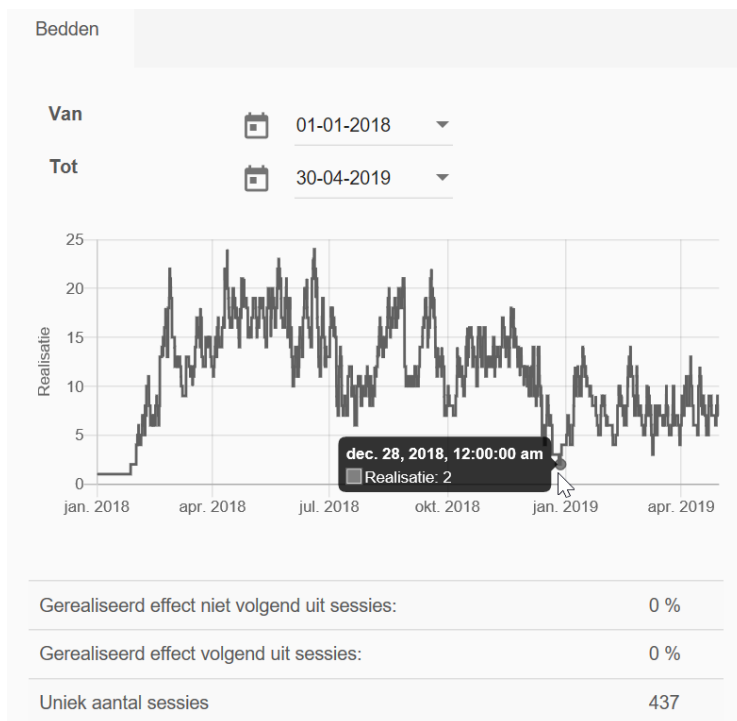 Bedden
Van
01-01-2018
Tot
30-04-2019
25
20
15
10
5
0
Realisatie
dec. 28, 2018, 12:00:00 am
Realisatie: 2
jan. 2018 apr. 2018 jul. 2018 okt. 2018 jan. 2019 apr. 2019
Gerealiseerd effect niet volgend uit sessies: 0 %
Gerealiseerd effect volgend uit sessies: 0 %
Uniek aantal sessies 437